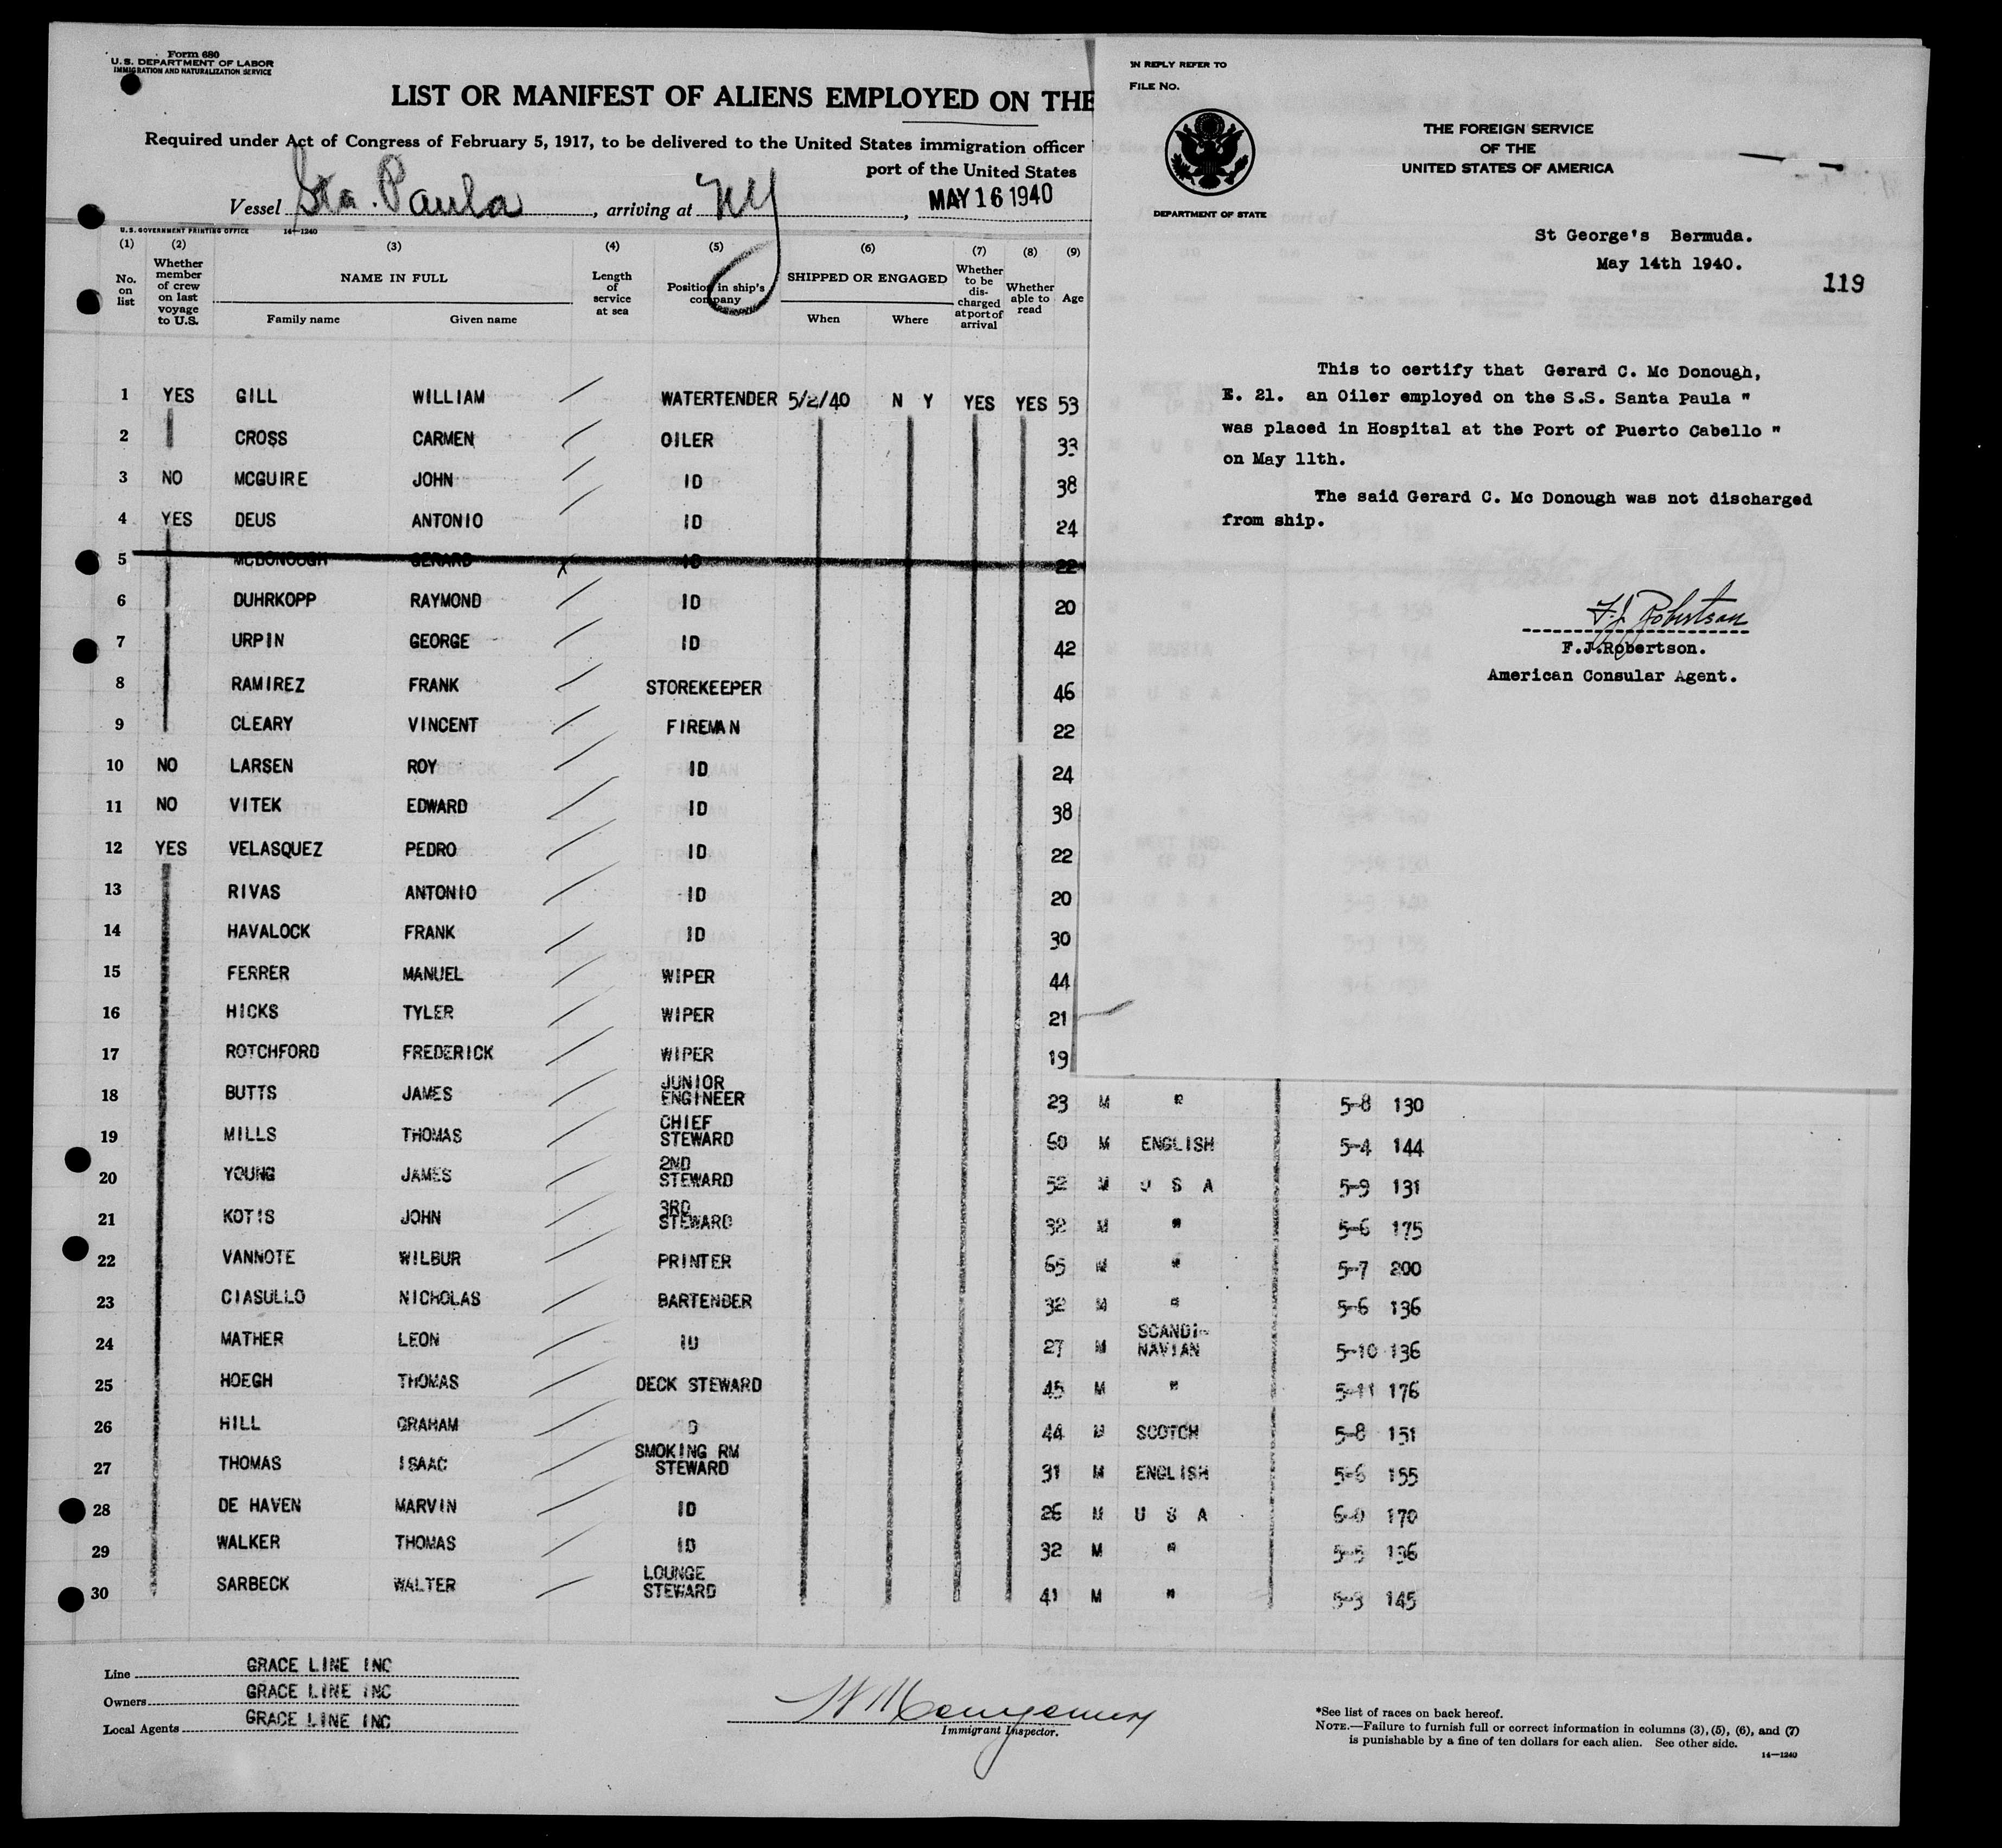 Form 680
U.S. DEPARTMENT OF LABOR
IMMIGRATION AND NATURALIZATION SERVICE
LIST OR MANIFEST OF ALIENS EMPLOYED ON THE
Required under Act of Congress of February 5, 1917, to be delivered to the United States immigration officer
port of the United States
Vessel Sta. Paula, arriving at NY, MAY 16 1940
U.S. GOVERNMENT PRINTING OFFICE 14-1240
(1) (2) (3) (4) (5) (6) (7) (8) (9)
No. on list
Whether member of crew on last voyage to U.S.
NAME IN FULL
Family name Given name
Length of service at sea
Position in ship's company
SHIPPED OR ENGAGED
When Where
Whether to be discharged at port of arrival
Whether able to read
Age
1 YES GILL WILLIAM WATERTENDER 5/2/40 N Y YES YES 53
2 CROSS CARMEN OILER 33
3 NO MCGUIRE JOHN ID 38
4 YES DEUS ANTONIO ID 24
5 MCDONOUGH GERARD ID 22
6 DUHRKOPP RAYMOND ID 20
7 URPIN GEORGE ID 42
8 RAMIREZ FRANK STOREKEEPER 46
9 CLEARY VINCENT FIREMAN 22
10 NO LARSEN ROY ID 24
11 NO VITEK EDWARD ID 38
12 YES VELASQUEZ PEDRO ID 22
13 RIVAS ANTONIO ID 20
14 HAVALOCK FRANK ID 30
15 FERRER MANUEL WIPER 44
16 HICKS TYLER WIPER 21
17 ROTCHFORD FREDERICK WIPER 19
18 BUTTS JAMES JUNIOR ENGINEER 23 M " 5-8 130
19 MILLS THOMAS CHIEF STEWARD 60 M ENGLISH 5-4 144
20 YOUNG JAMES 2ND STEWARD 52 M U S A 5-9 131
21 KOTIS JOHN 3RD STEWARD 32 M " 5-6 175
22 VANNOTE WILBUR PRINTER 65 M " 5-7 200
23 CIASULLO NICHOLAS BARTENDER 32 M " 5-6 136
24 MATHER LEON ID 27 M SCANDI-NAVIAN 5-10 136
25 HOEGH THOMAS DECK STEWARD 45 M " 5-11 176
26 HILL GRAHAM D 44 M SCOTCH 5-8 151
27 THOMAS ISAAC SMOKING RM STEWARD 31 M ENGLISH 5-6 155
28 DE HAVEN MARVIN ID 26 M U S A 6-0 170
29 WALKER THOMAS ID 32 M " 5-5 136
30 SARBECK WALTER LOUNGE STEWARD 41 M " 5-3 145
Line GRACE LINE INC
Owners GRACE LINE INC
Local Agents GRACE LINE INC
Immigrant Inspector.
*See list of races on back hereof.
NOTE.—Failure to furnish full or correct information in columns (3), (5), (6), and (7)
is punishable by a fine of ten dollars for each alien. See other side.
14—1240
IN REPLY REFER TO
FILE No.
THE FOREIGN SERVICE
OF THE
UNITED STATES OF AMERICA
DEPARTMENT OF STATE
St George's Bermuda.
May 14th 1940.
119
This to certify that Gerard C. Mc Donough,
E. 21. an Oiler employed on the S.S. Santa Paula "
was placed in Hospital at the Port of Puerto Cabello "
on May 11th.
The said Gerard C. Mc Donough was not discharged
from ship.
F.J. Robertson
F.J.Robertson.
American Consular Agent.